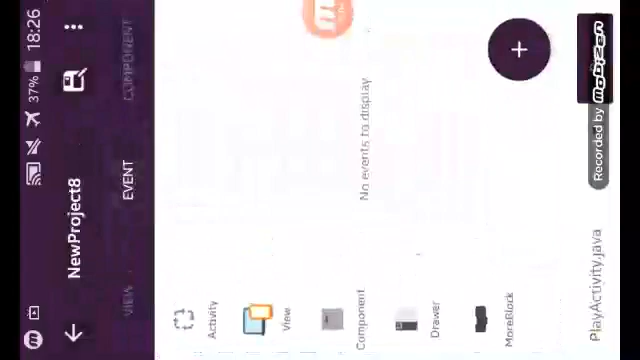 18:26
37%
NewProject8
VIEW
EVENT
COMPONENT
Activity
View
Component
Drawer
MoreBlock
No events to display
+
PlayActivity.java
Recorded by
MOBIZEN